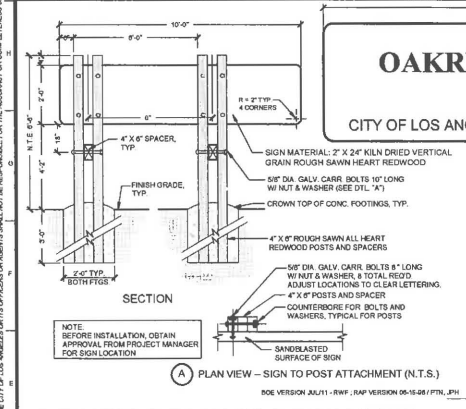 10'-0"
6'-0"
OAKR
CITY OF LOS AN
N.T.E 6'-6"
2'-0"
18"
4'-2"
3'-0"
6"
R = 2" TYP
4 CORNERS
4" X 6" SPACER,
TYP
SIGN MATERIAL: 2" X 24" KILN DRIED VERTICAL
GRAIN ROUGH SAWN HEART REDWOOD
5/8" DIA. GALV. CARR. BOLTS 10" LONG
W/ NUT & WASHER (SEE DTL. "A")
FINISH GRADE,
TYP.
CROWN TOP OF CONC. FOOTINGS, TYP.
4" X 6" ROUGH SAWN ALL HEART
REDWOOD POSTS AND SPACERS
2'-0" TYP.
BOTH FTGS
SECTION
5/8" DIA. GALV. CARR. BOLTS 8" LONG
W/ NUT & WASHER, 8 TOTAL REQ'D
ADJUST LOCATIONS TO CLEAR LETTERING.
4" X 6" POSTS AND SPACER
COUNTERBORE FOR BOLTS AND
WASHERS, TYPICAL FOR POSTS
NOTE:
BEFORE INSTALLATION, OBTAIN
APPROVAL FROM PROJECT MANAGER
FOR SIGN LOCATION
SANDBLASTED
SURFACE OF SIGN
A PLAN VIEW – SIGN TO POST ATTACHMENT (N.T.S.)
BOE VERSION JUL/11 - RWF ; RAP VERSION 06-15-98 / PTN, JPH
H
G
F
E